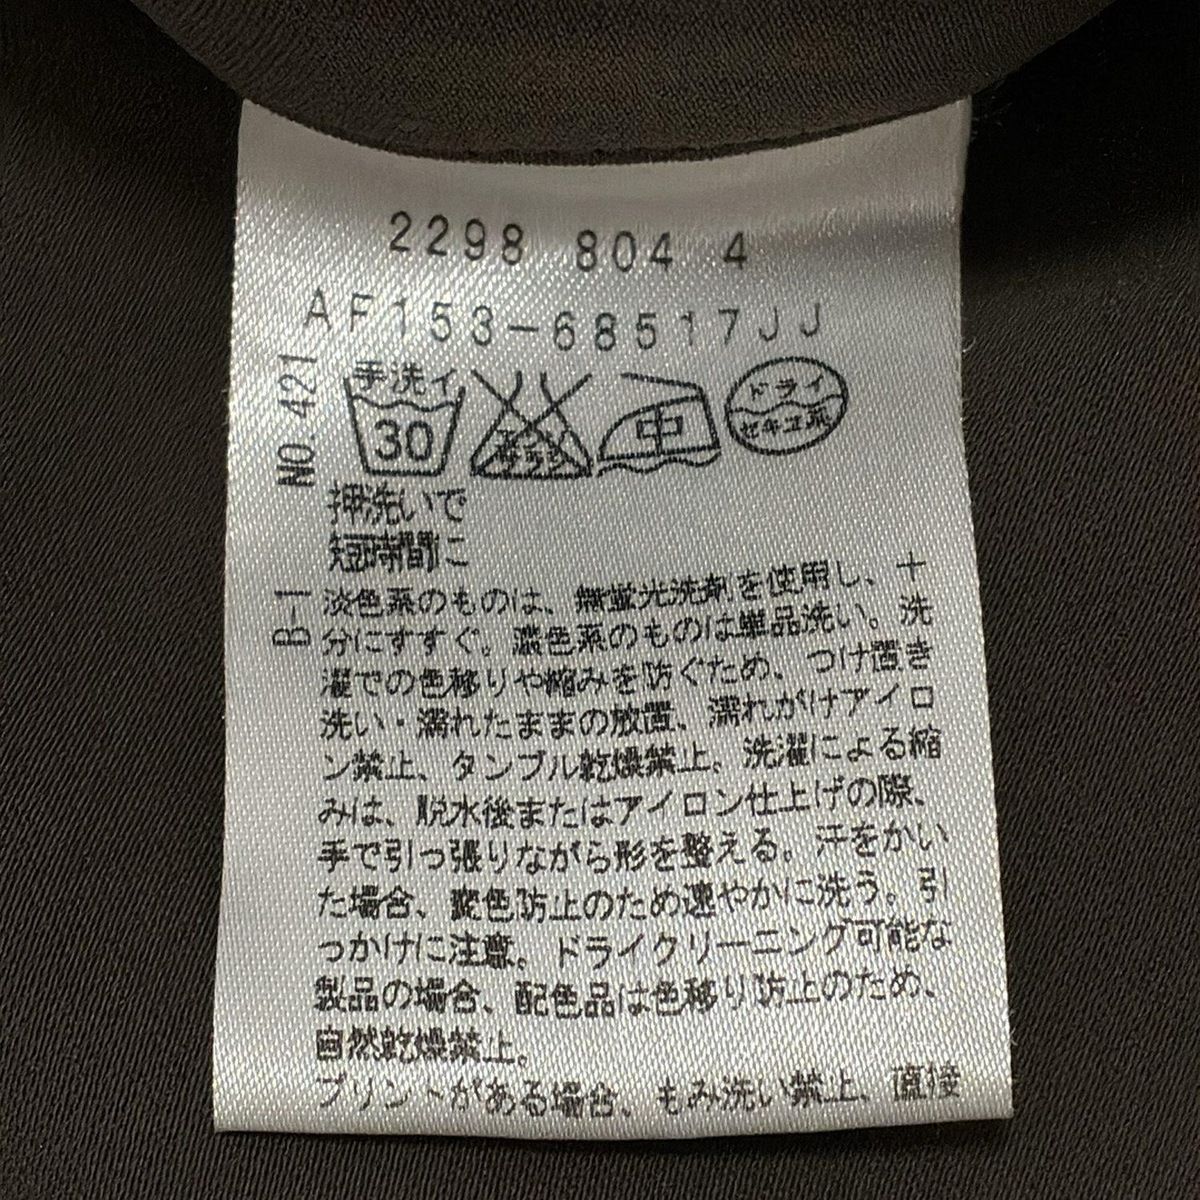 2298 804 4
AF153-68517JJ
NO.421
手洗イ
30
エンソサラシ
中
ドライ
セキユ系
押洗いで
短時間に
B-1
淡色系のものは、無蛍光洗剤を使用し、十
分にすすぐ。濃色系のものは単品洗い。洗
濯での色移りや縮みを防ぐため、つけ置き
洗い・濡れたままの放置、濡れがけアイロ
ン禁止、タンブル乾燥禁止。洗濯による縮
みは、脱水後またはアイロン仕上げの際、
手で引っ張りながら形を整える。汗をかい
た場合、変色防止のため速やかに洗う。引
っかけに注意。ドライクリーニング可能な
製品の場合、配色品は色移り防止のため、
自然乾燥禁止。
プリントがある場合、もみ洗い禁止、直接